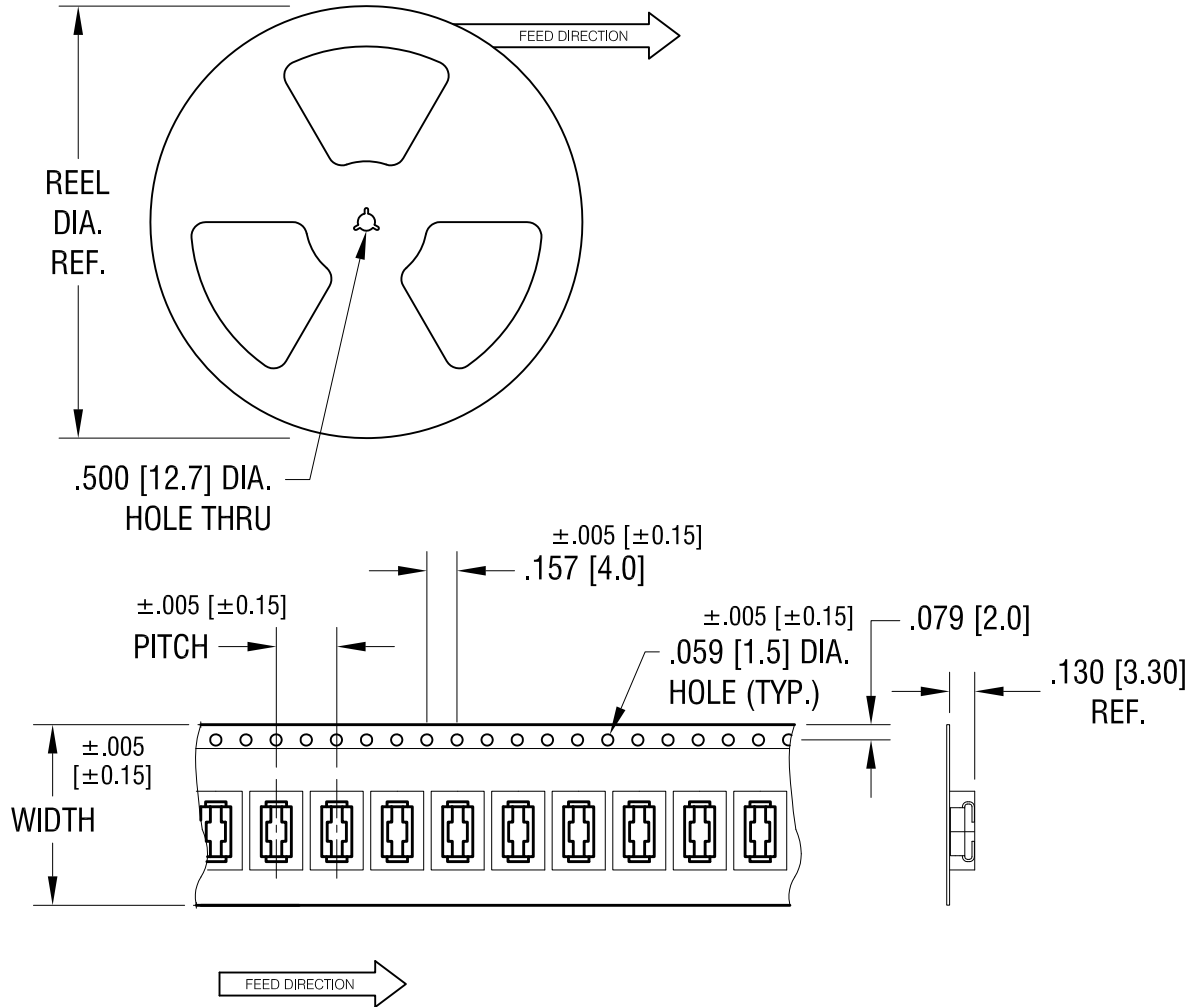 FEED DIRECTION
REEL
DIA.
REF.
.500 [12.7] DIA.
HOLE THRU
±.005 [±0.15]
.157 [4.0]
±.005 [±0.15]
PITCH
±.005 [±0.15]
.059 [1.5] DIA.
HOLE (TYP.)
.079 [2.0]
.130 [3.30]
REF.
±.005
[±0.15]
WIDTH
FEED DIRECTION